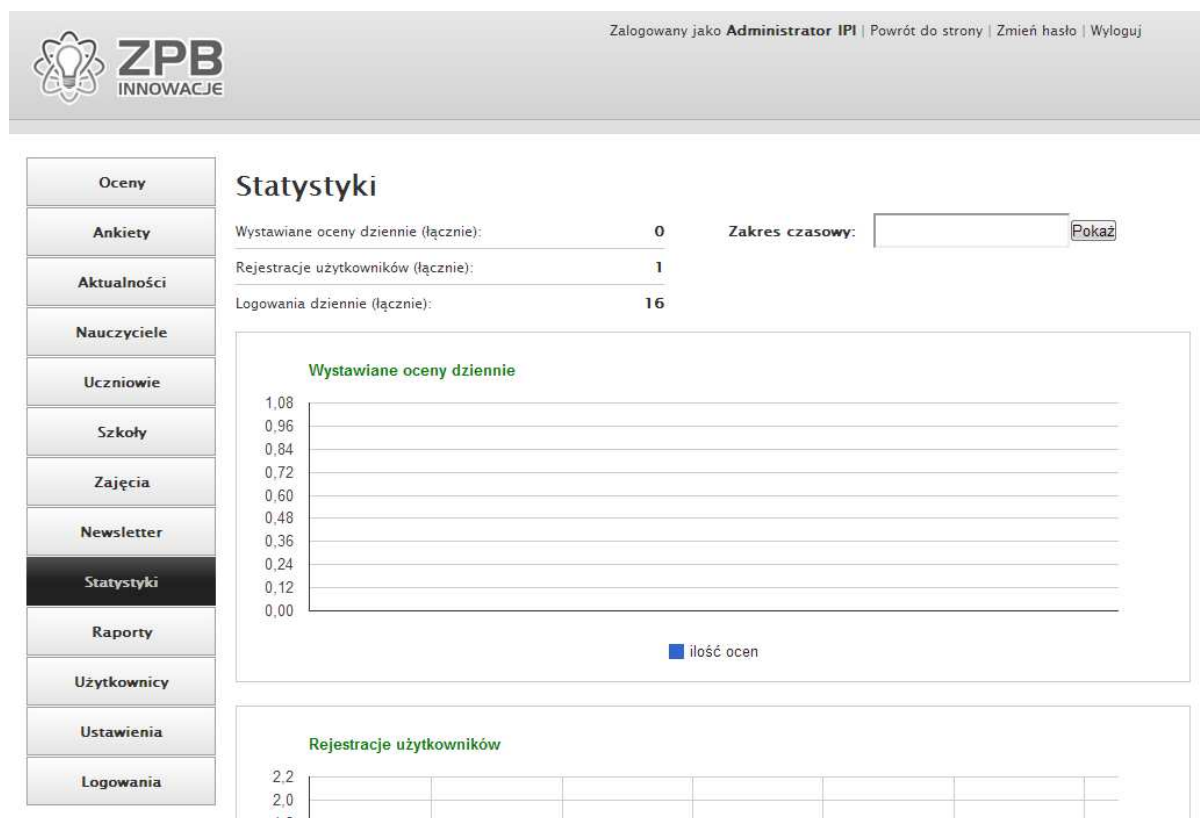 ZPB
INNOWACJE
Zalogowany jako Administrator IPI | Powrót do strony | Zmień hasło | Wyloguj
Oceny
Ankiety
Aktualności
Nauczyciele
Uczniowie
Szkoły
Zajęcia
Newsletter
Statystyki
Raporty
Użytkownicy
Ustawienia
Logowania
Statystyki
Wystawiane oceny dziennie (łącznie): 0
Rejestracje użytkowników (łącznie): 1
Logowania dziennie (łącznie): 16
Zakres czasowy: Pokaż
Wystawiane oceny dziennie
1,08
0,96
0,84
0,72
0,60
0,48
0,36
0,24
0,12
0,00
ilość ocen
Rejestracje użytkowników
2,2
2,0